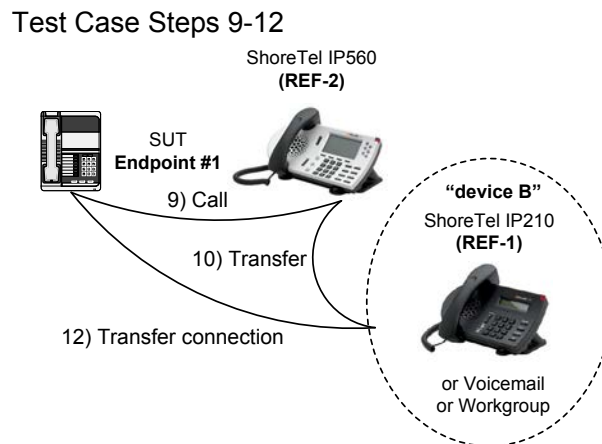 Test Case Steps 9-12
ShoreTel IP560
(REF-2)
SUT
Endpoint #1
9) Call
“device B”
ShoreTel IP210
(REF-1)
10) Transfer
12) Transfer connection
or Voicemail
or Workgroup